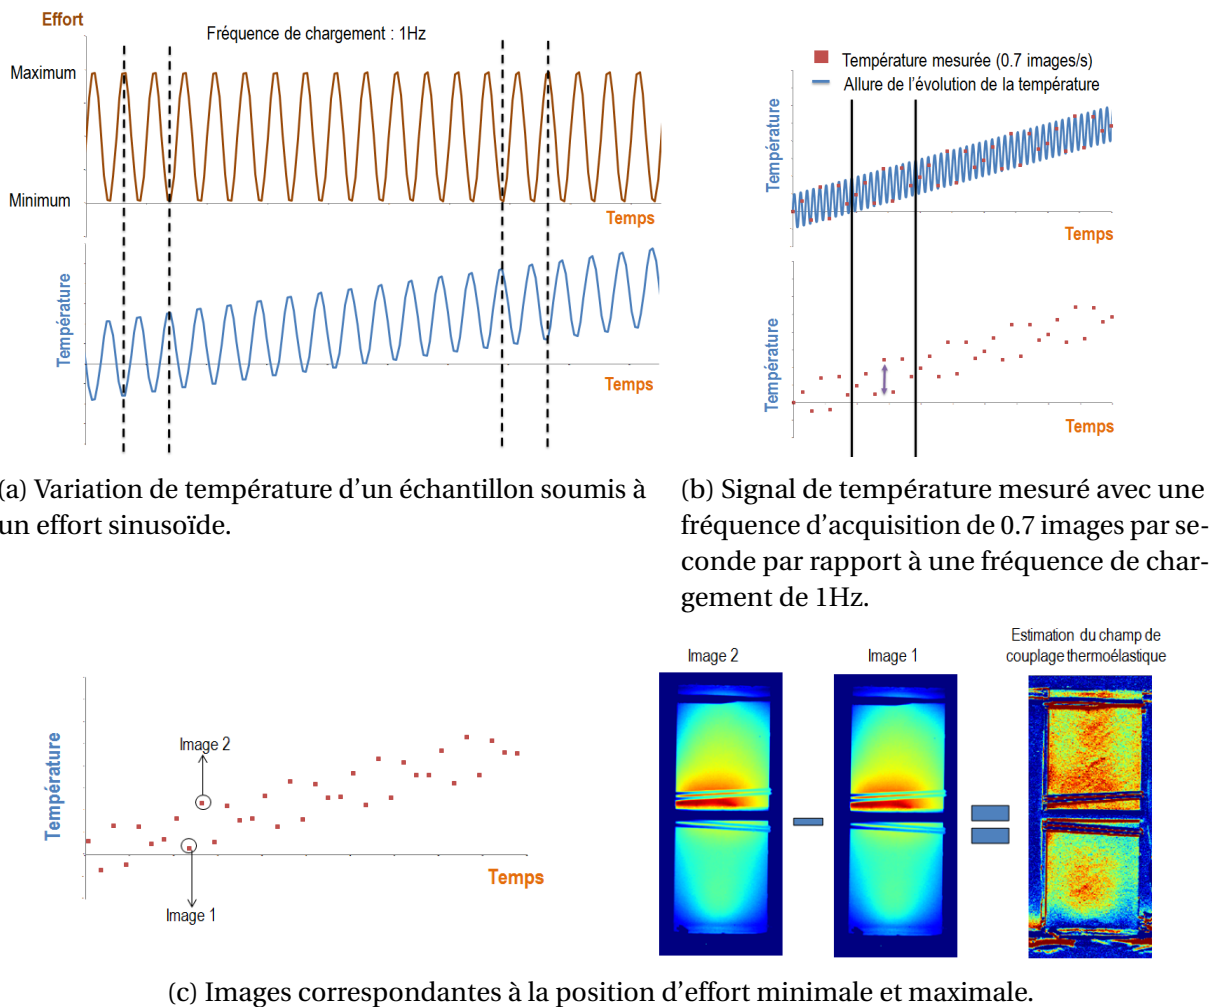 Effort
Fréquence de chargement : 1Hz
Maximum
Minimum
Temps
Température
Temps
Température mesurée (0.7 images/s)
Allure de l'évolution de la température
Température
Temps
Température
Temps
(a) Variation de température d'un échantillon soumis à
un effort sinusoïde.
(b) Signal de température mesuré avec une
fréquence d'acquisition de 0.7 images par se-
conde par rapport à une fréquence de char-
gement de 1Hz.
Température
Image 2
Image 1
Temps
Image 2
Image 1
Estimation du champ de
couplage thermoélastique
(c) Images correspondantes à la position d'effort minimale et maximale.